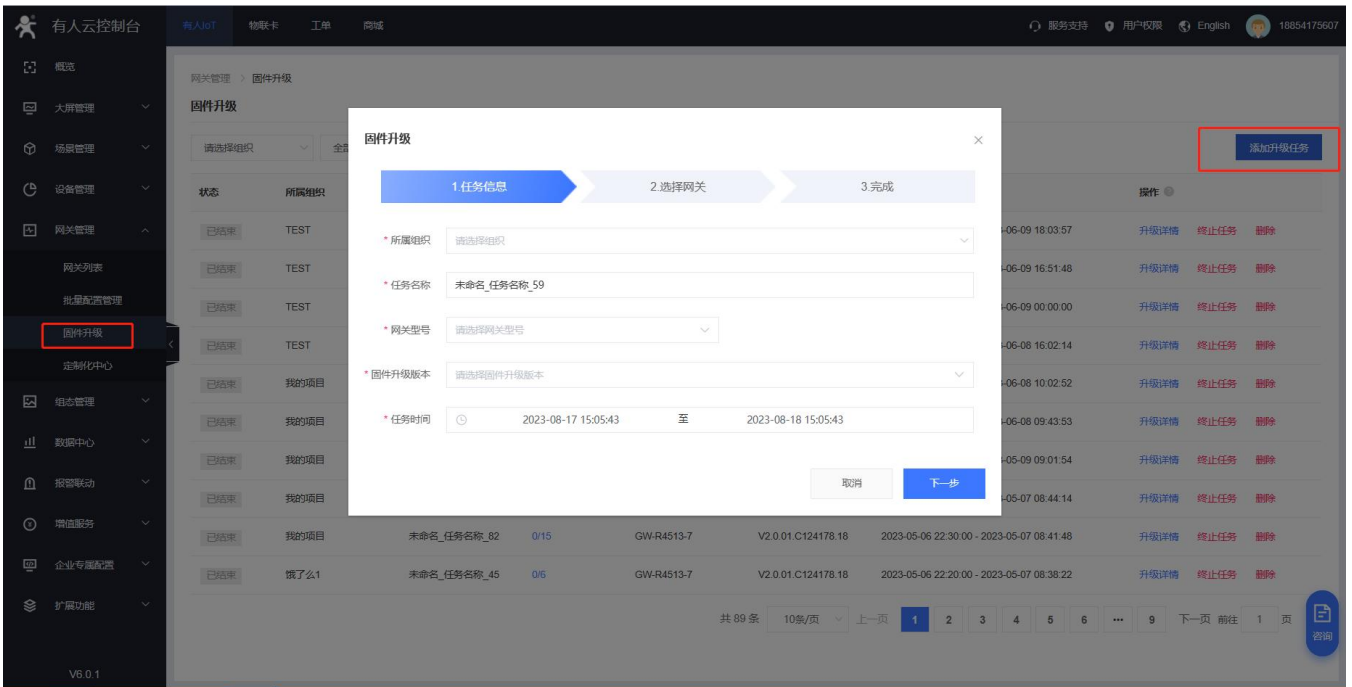 有人云控制台 有人IoT 物联卡 工单 商城 服务支持 用户权限 English 18854175607
概览
大屏管理
场景管理
设备管理
网关管理
网关列表
批量配置管理
固件升级
定制化中心
组态管理
数据中心
报警联动
增值服务
企业专属配置
扩展功能
V6.0.1
网关管理 > 固件升级
固件升级
请选择组织 添加升级任务
状态 所属组织 操作
已结束 TEST -06-09 18:03:57 升级详情 终止任务 删除
已结束 TEST -06-09 16:51:48 升级详情 终止任务 删除
已结束 TEST -06-09 00:00:00 升级详情 终止任务 删除
已结束 TEST -06-08 16:02:14 升级详情 终止任务 删除
已结束 我的项目 -06-08 10:02:52 升级详情 终止任务 删除
已结束 我的项目 -06-08 09:43:53 升级详情 终止任务 删除
已结束 我的项目 -05-09 09:01:54 升级详情 终止任务 删除
已结束 我的项目 -05-07 08:44:14 升级详情 终止任务 删除
已结束 我的项目 未命名_任务名称_82 0/15 GW-R4513-7 V2.0.01.C124178.18 2023-05-06 22:30:00 - 2023-05-07 08:41:48 升级详情 终止任务 删除
已结束 饿了么1 未命名_任务名称_45 0/6 GW-R4513-7 V2.0.01.C124178.18 2023-05-06 22:20:00 - 2023-05-07 08:38:22 升级详情 终止任务 删除
共 89 条 10条/页 上一页 1 2 3 4 5 6 ••• 9 下一页 前往 1 页
咨询
固件升级
1.任务信息 2.选择网关 3.完成
* 所属组织 请选择组织
* 任务名称 未命名_任务名称_59
* 网关型号 请选择网关型号
* 固件升级版本 请选择固件升级版本
* 任务时间 2023-08-17 15:05:43 至 2023-08-18 15:05:43
取消 下一步